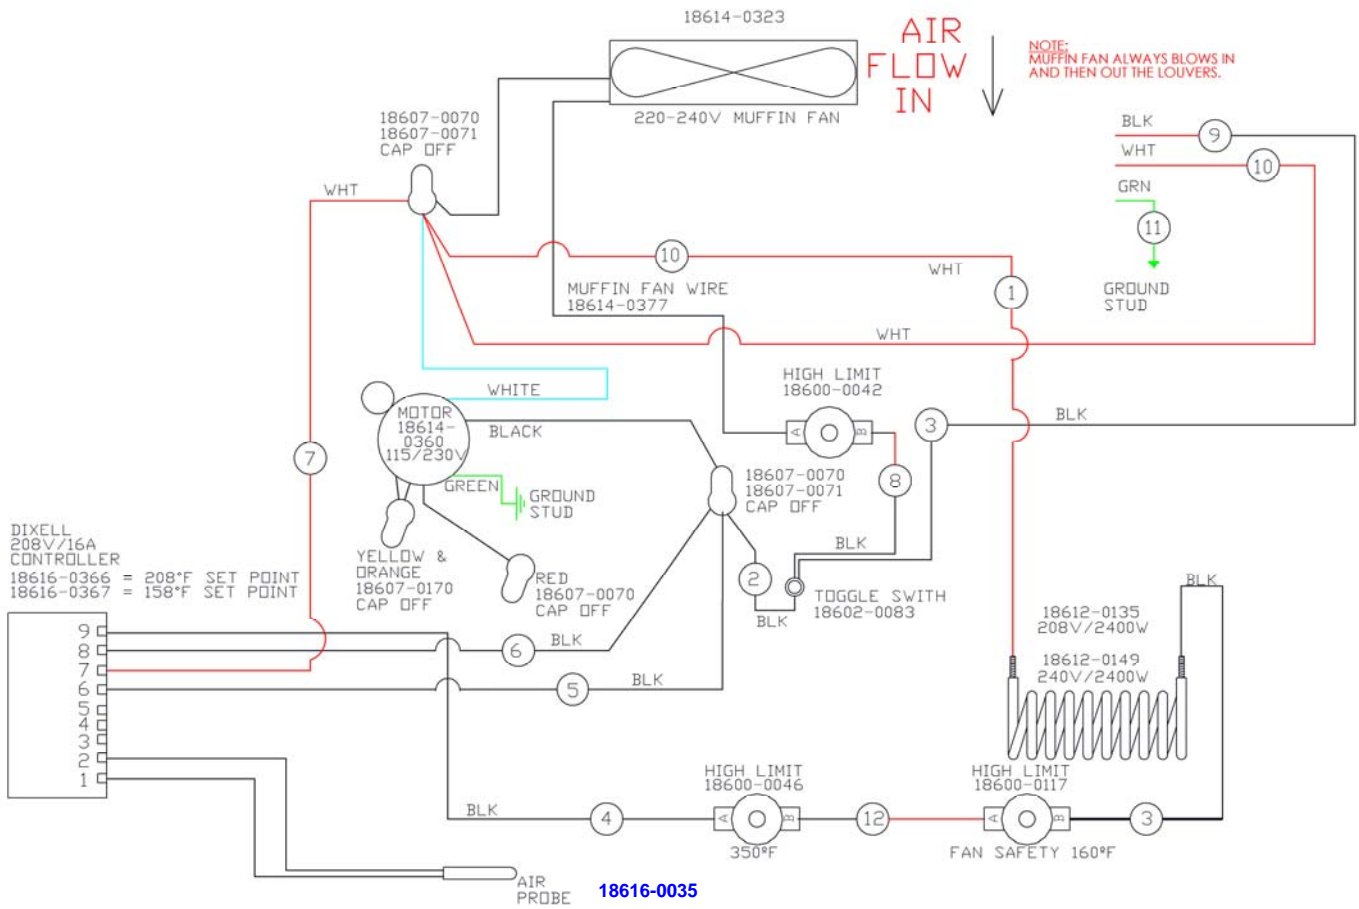 18614-0323
AIR
FLOW
IN
NOTE:
MUFFIN FAN ALWAYS BLOWS IN
AND THEN OUT THE LOUVERS.
220-240V MUFFIN FAN
18607-0070
18607-0071
CAP OFF
BLK
9
WHT
10
GRN
11
GROUND
STUD
WHT
10
WHT
1
MUFFIN FAN WIRE
18614-0377
WHT
HIGH LIMIT
18600-0042
A
B
WHITE
MOTOR
18614-
0360
115/230V
BLACK
3
BLK
7
GREEN
GROUND
STUD
18607-0070
18607-0071
CAP OFF
8
BLK
YELLOW &
ORANGE
18607-0170
CAP OFF
RED
18607-0070
CAP OFF
2
BLK
TOGGLE SWITH
18602-0083
DIXELL
208V/16A
CONTROLLER
18616-0366 = 208°F SET POINT
18616-0367 = 158°F SET POINT
9
8
7
6
5
4
3
2
1
6
BLK
5
BLK
BLK
18612-0135
208V/2400W
18612-0149
240V/2400W
BLK
4
HIGH LIMIT
18600-0046
A
B
350ºF
12
HIGH LIMIT
18600-0117
A
B
FAN SAFETY 160ºF
3
AIR
PROBE
18616-0035